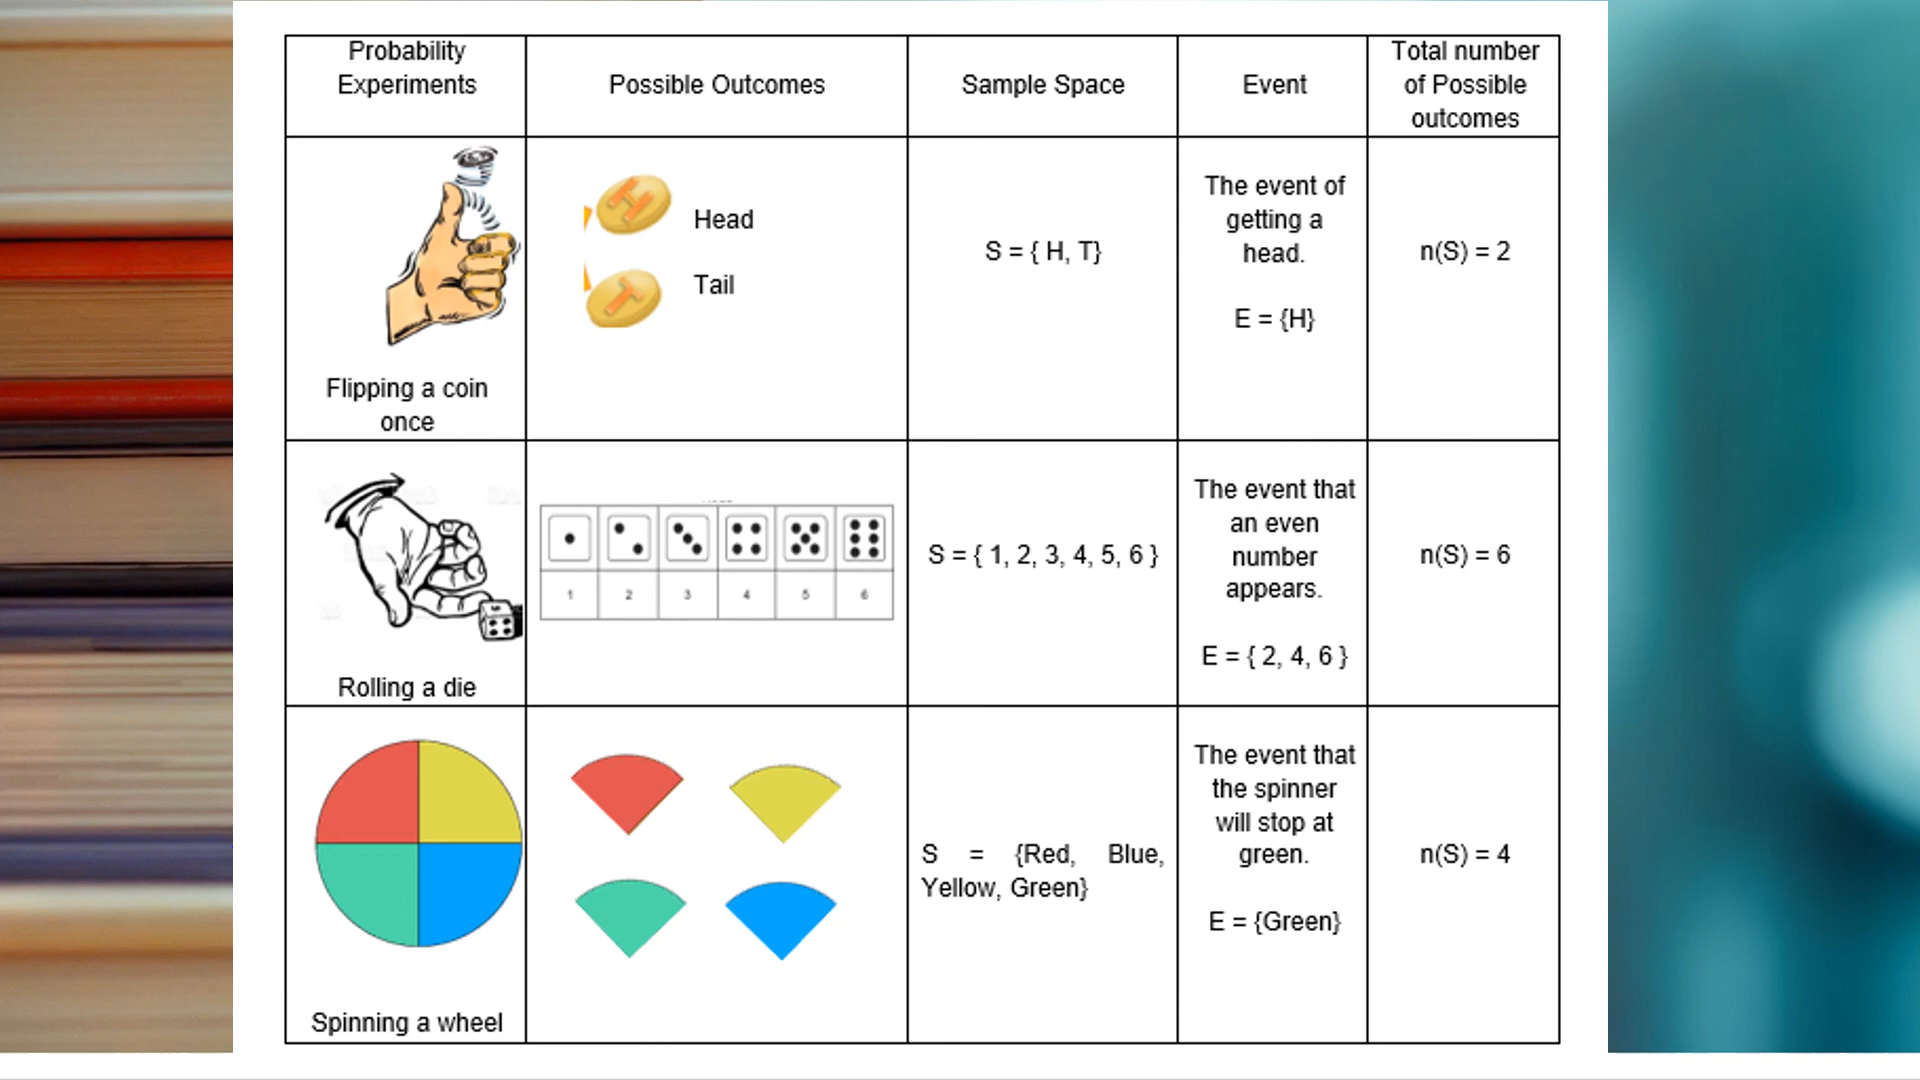 Probability
Experiments
Possible Outcomes
Sample Space
Event
Total number
of Possible
outcomes
Flipping a coin
once
H
Head
T
Tail
S = { H, T}
The event of
getting a
head.
E = {H}
n(S) = 2
Rolling a die
1 2 3 4 5 6
S = { 1, 2, 3, 4, 5, 6 }
The event that
an even
number
appears.
E = { 2, 4, 6 }
n(S) = 6
Spinning a wheel
S = {Red, Blue,
Yellow, Green}
The event that
the spinner
will stop at
green.
E = {Green}
n(S) = 4